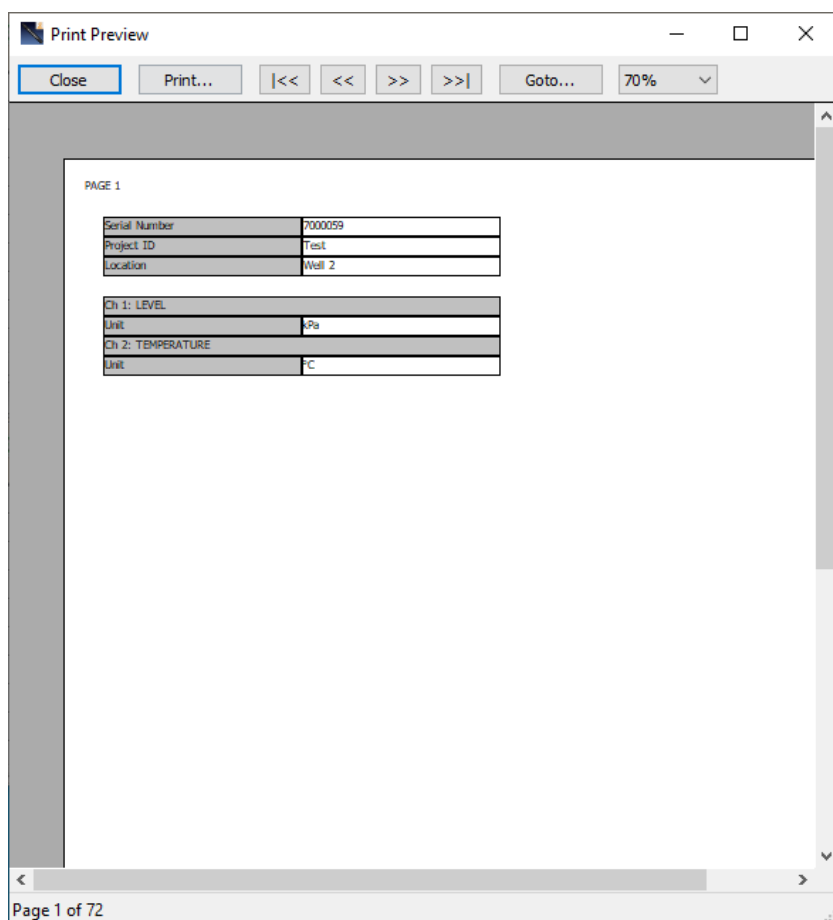 Print Preview
Close Print... |<< << >> >>| Goto... 70%
PAGE 1
Serial Number 7000059
Project ID Test
Location Well 2
Ch 1: LEVEL
Unit kPa
Ch 2: TEMPERATURE
Unit °C
Page 1 of 72